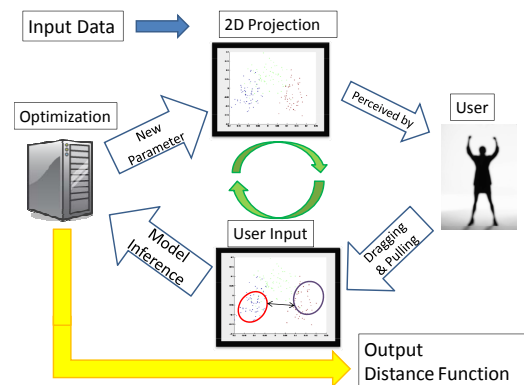 Input Data
2D Projection
Optimization
New
Parameter
Perceived by
User
User Input
Model
Inference
Dragging
& Pulling
Output
Distance Function